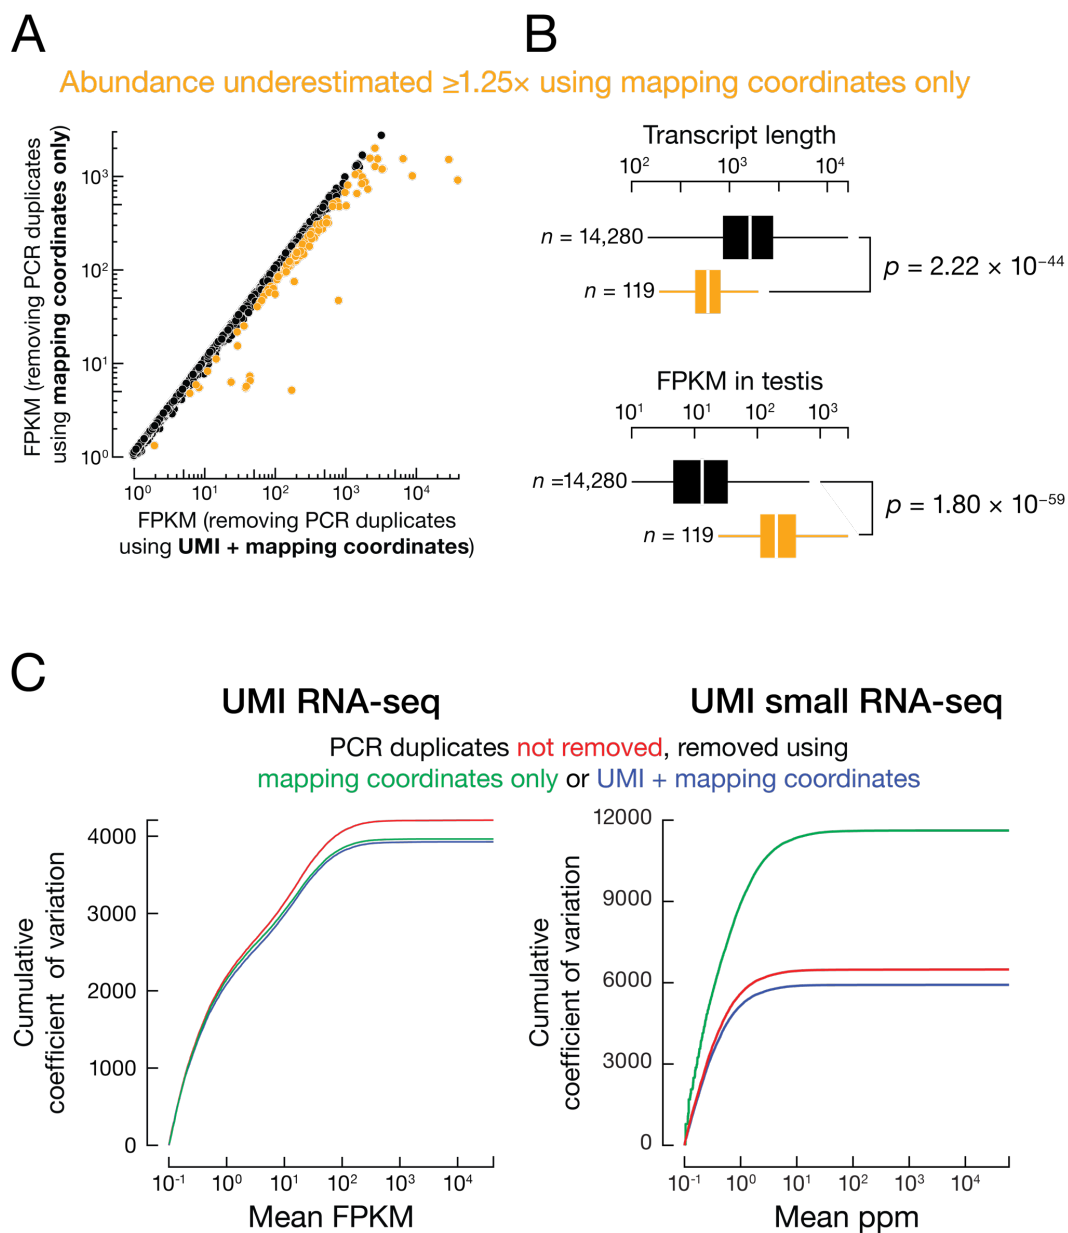 A
B
Abundance underestimated ≥1.25× using mapping coordinates only
FPKM (removing PCR duplicates
using mapping coordinates only)
10³
10²
10¹
10⁰
10⁰ 10¹ 10² 10³ 10⁴
FPKM (removing PCR duplicates
using UMI + mapping coordinates)
Transcript length
10² 10³ 10⁴
n = 14,280
n = 119
p = 2.22 × 10⁻⁴⁴
FPKM in testis
10¹ 10¹ 10² 10³
n =14,280
n = 119
p = 1.80 × 10⁻⁵⁹
C
UMI RNA-seq
UMI small RNA-seq
PCR duplicates not removed, removed using
mapping coordinates only or UMI + mapping coordinates
Cumulative
coefficient of variation
4000
3000
2000
1000
0
10⁻¹ 10⁰ 10¹ 10² 10³ 10⁴
Mean FPKM
Cumulative
coefficient of variation
12000
9000
6000
3000
0
10⁻¹ 10⁰ 10¹ 10² 10³ 10⁴
Mean ppm